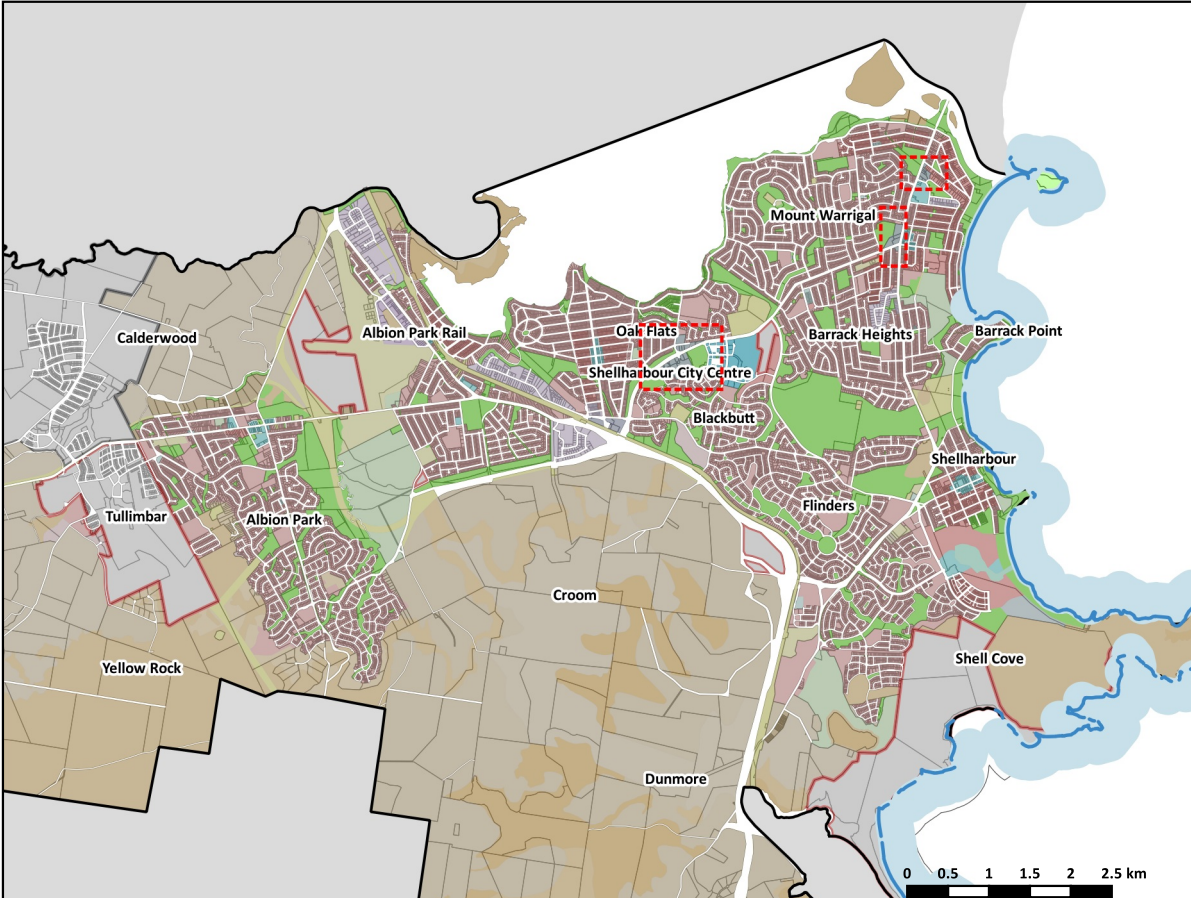 Mount Warrigal
Oak Flats
Albion Park Rail
Barrack Heights
Barrack Point
Calderwood
Shellharbour City Centre
Blackbutt
Shellharbour
Flinders
Tullimbar
Albion Park
Croom
Shell Cove
Yellow Rock
Dunmore
0 0.5 1 1.5 2 2.5 km